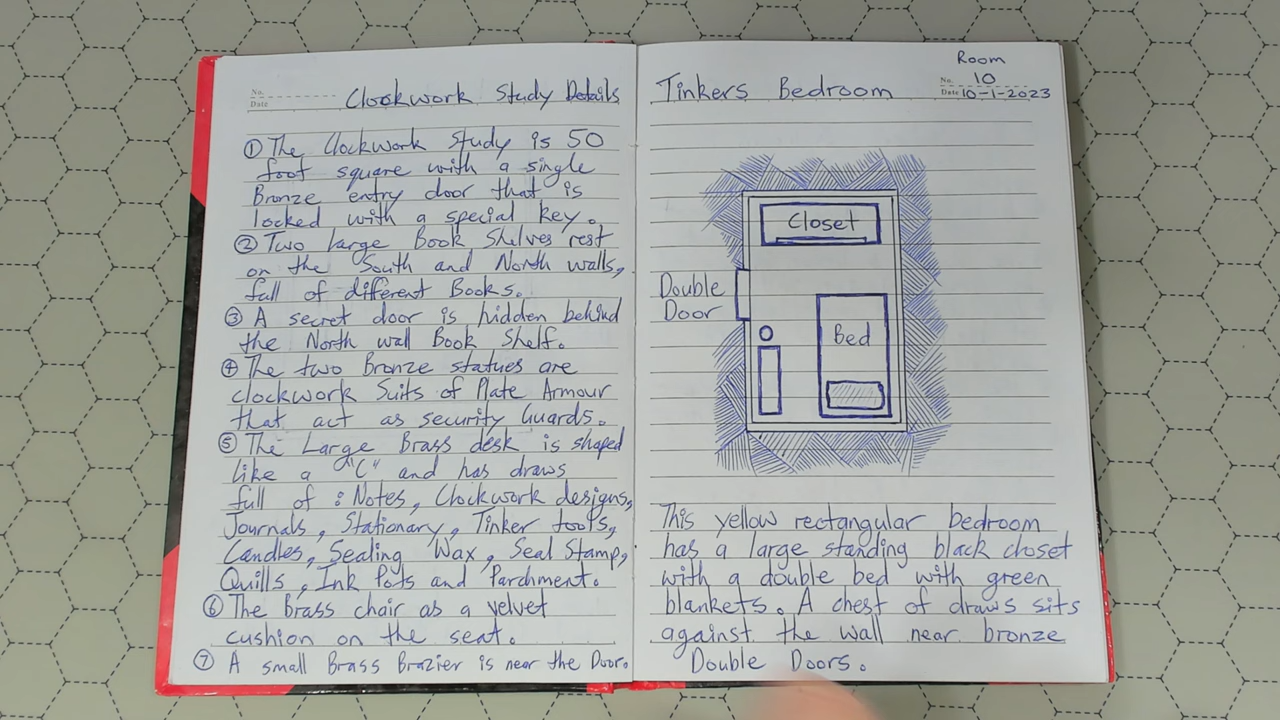 No.
Date
Clockwork Study Details
① The Clockwork Study is 50
foot square with a single
Bronze entry door that is
locked with a special key.
② Two large Book Shelves rest
on the South and North walls,
full of different Books.
③ A secret door is hidden behind
the North wall Book Shelf.
④ The two Bronze statues are
clockwork Suits of Plate Armour
that act as security Guards.
⑤ The Large Brass desk is shaped
like a "C" and has draws
full of : Notes, Clockwork designs,
Journals, Stationary, Tinker tools,
Candles, Sealing Wax, Seal Stamp,
Quills, Ink Pots and Parchment.
⑥ The Brass chair as a velvet
cushion on the seat.
⑦ A small Brass Brazier is near the Door.
Room
No. 10
Date 10-1-2023
Tinkers Bedroom
Closet
Double
Door
Bed
This yellow rectangular bedroom
has a large standing black closet
with a double bed with green
blankets. A chest of draws sits
against the wall near bronze
Double Doors.